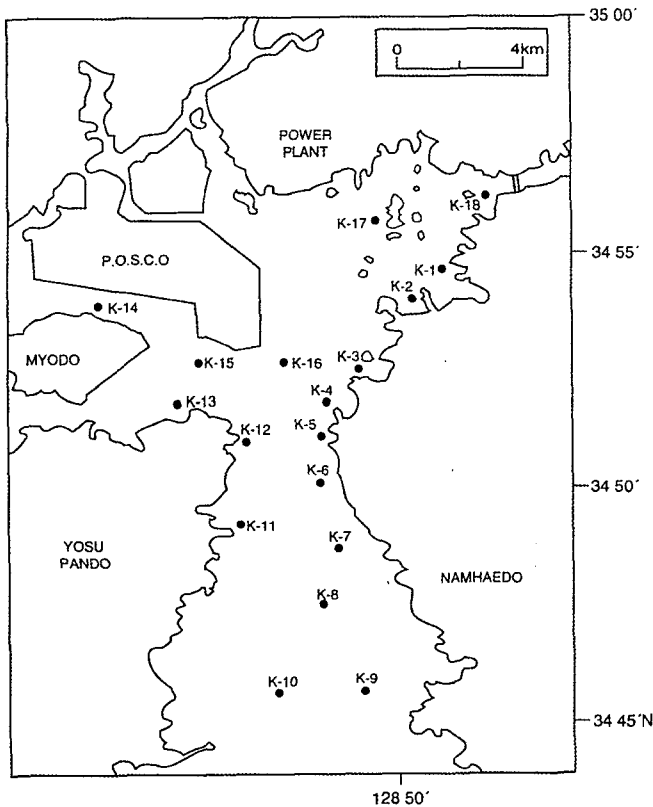 35 00′
0 4km
POWER
PLANT
K-18
K-17
34 55′
P.O.S.C.O
K-1
K-2
K-14
MYODO
K-15
K-16
K-3
K-13
K-4
K-12
K-5
K-6
34 50′
K-11
K-7
YOSU
PANDO
NAMHAEDO
K-8
K-10
K-9
34 45′N
128 50′